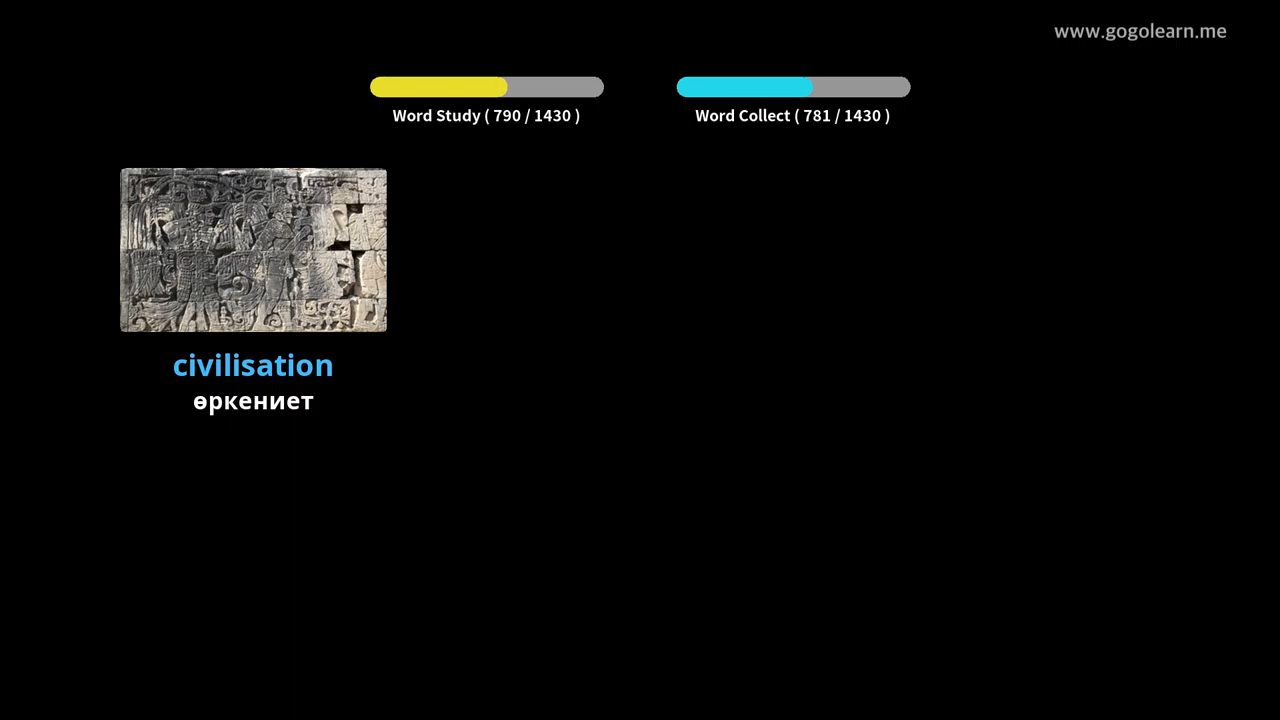 www.gogolearn.me
Word Study ( 790 / 1430 )
Word Collect ( 781 / 1430 )
civilisation
өркениет